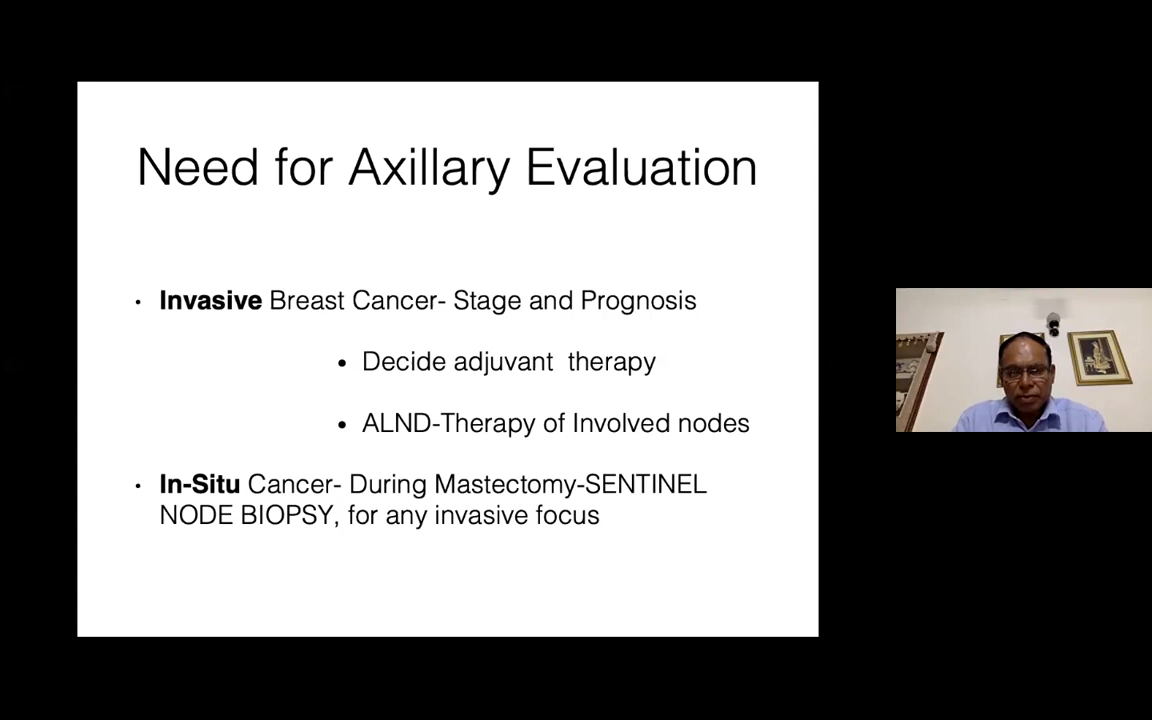 Need for Axillary Evaluation
• Invasive Breast Cancer- Stage and Prognosis
• Decide adjuvant therapy
• ALND-Therapy of Involved nodes
• In-Situ Cancer- During Mastectomy-SENTINEL
NODE BIOPSY, for any invasive focus